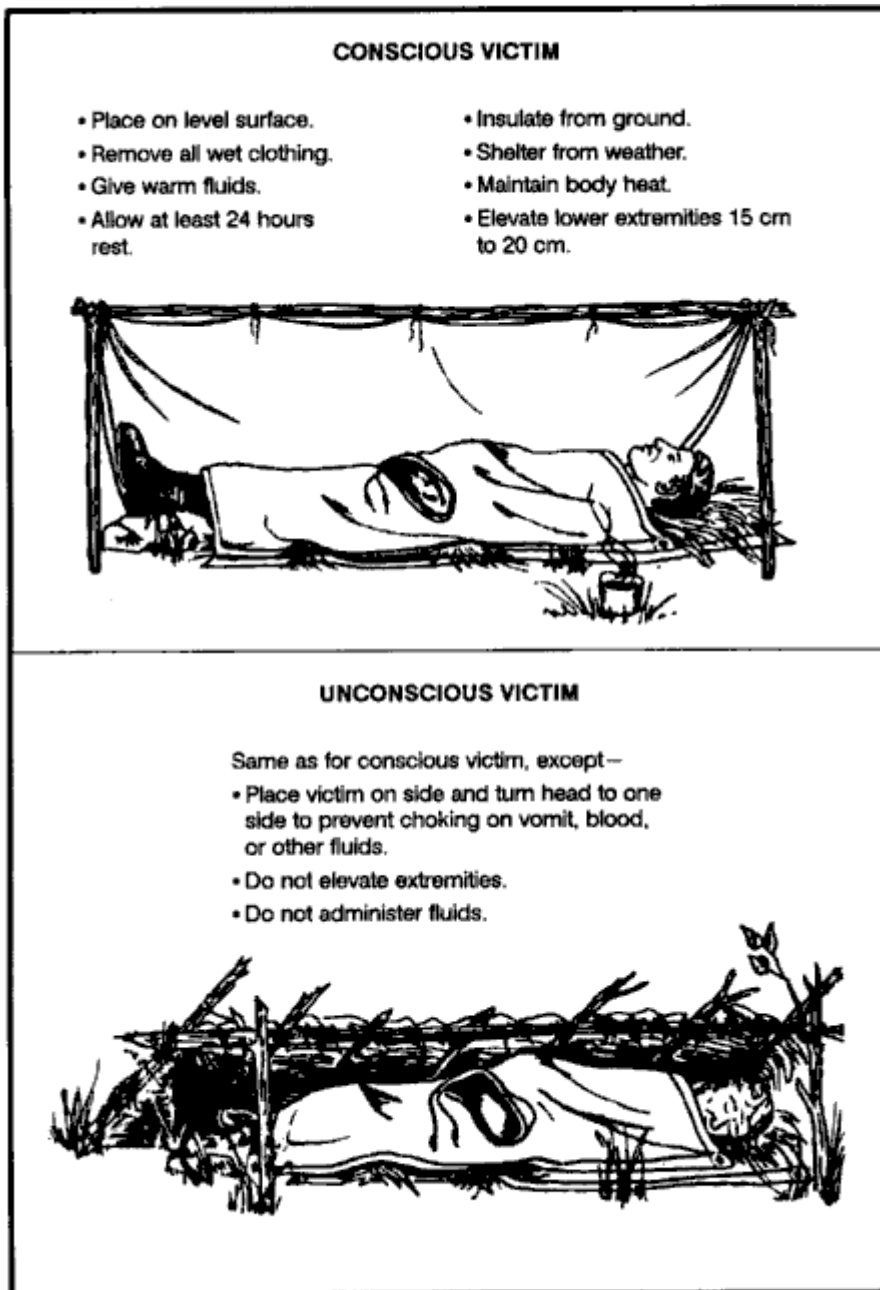 CONSCIOUS VICTIM
• Place on level surface.
• Remove all wet clothing.
• Give warm fluids.
• Allow at least 24 hours
rest.
• Insulate from ground.
• Shelter from weather.
• Maintain body heat.
• Elevate lower extremities 15 cm
to 20 cm.
UNCONSCIOUS VICTIM
Same as for conscious victim, except—
• Place victim on side and turn head to one
side to prevent choking on vomit, blood,
or other fluids.
• Do not elevate extremities.
• Do not administer fluids.